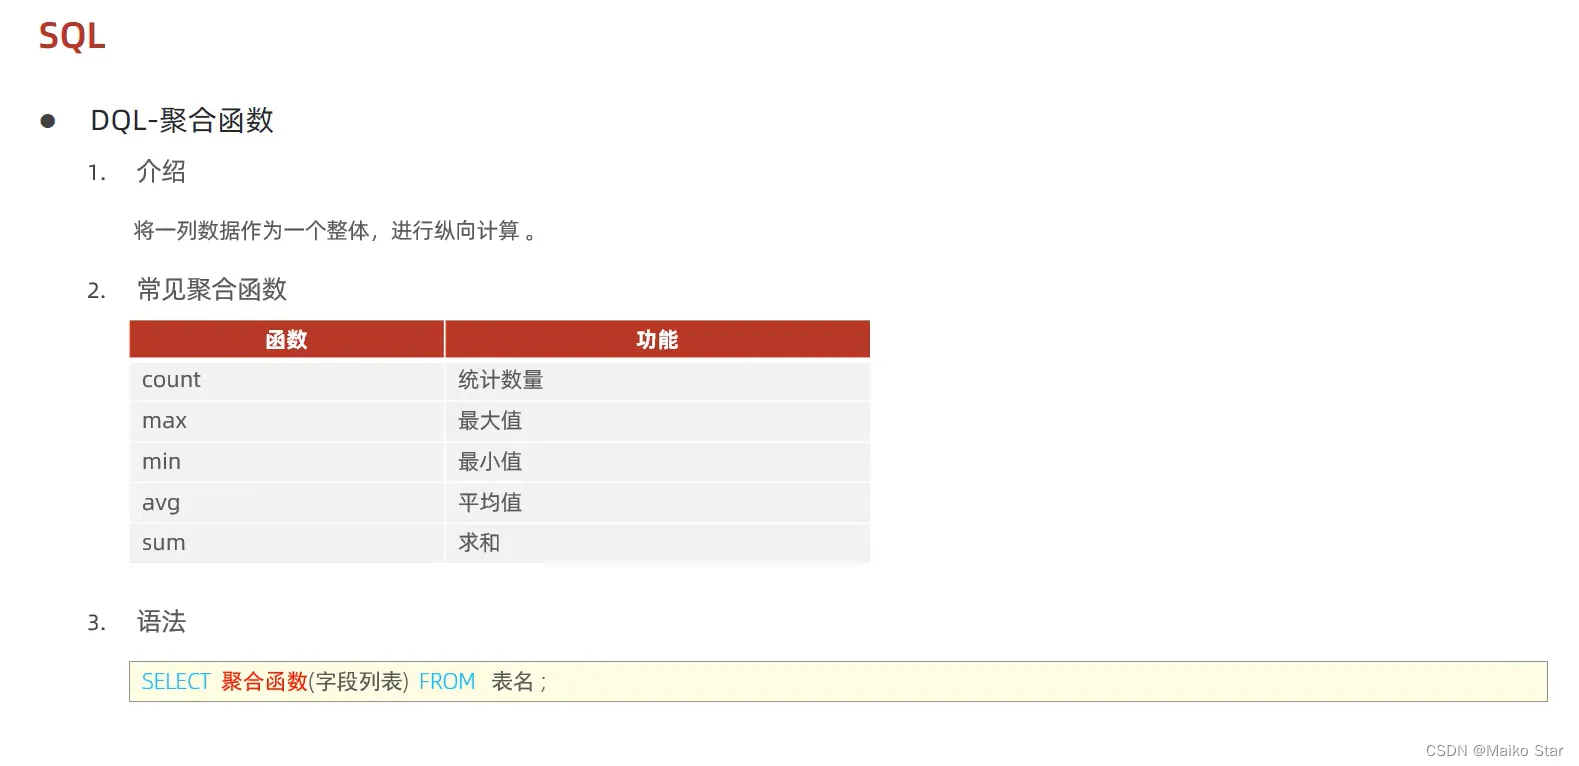 SQL
● DQL-聚合函数
1. 介绍
将一列数据作为一个整体，进行纵向计算 。
2. 常见聚合函数
函数 功能
count 统计数量
max 最大值
min 最小值
avg 平均值
sum 求和
3. 语法
SELECT 聚合函数(字段列表) FROM 表名 ;
CSDN @Maiko Star